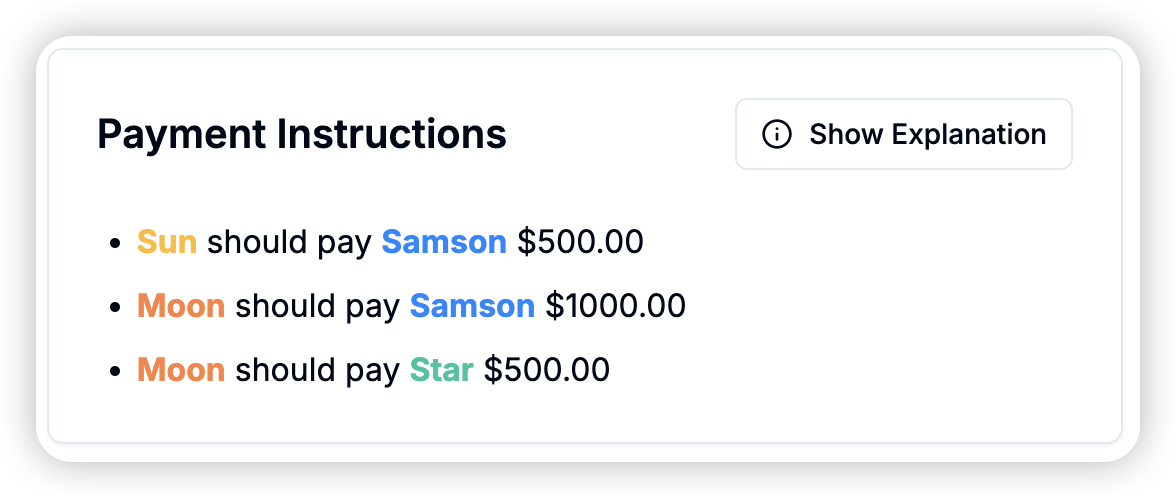 Payment Instructions
Show Explanation
Sun should pay Samson $500.00
Moon should pay Samson $1000.00
Moon should pay Star $500.00